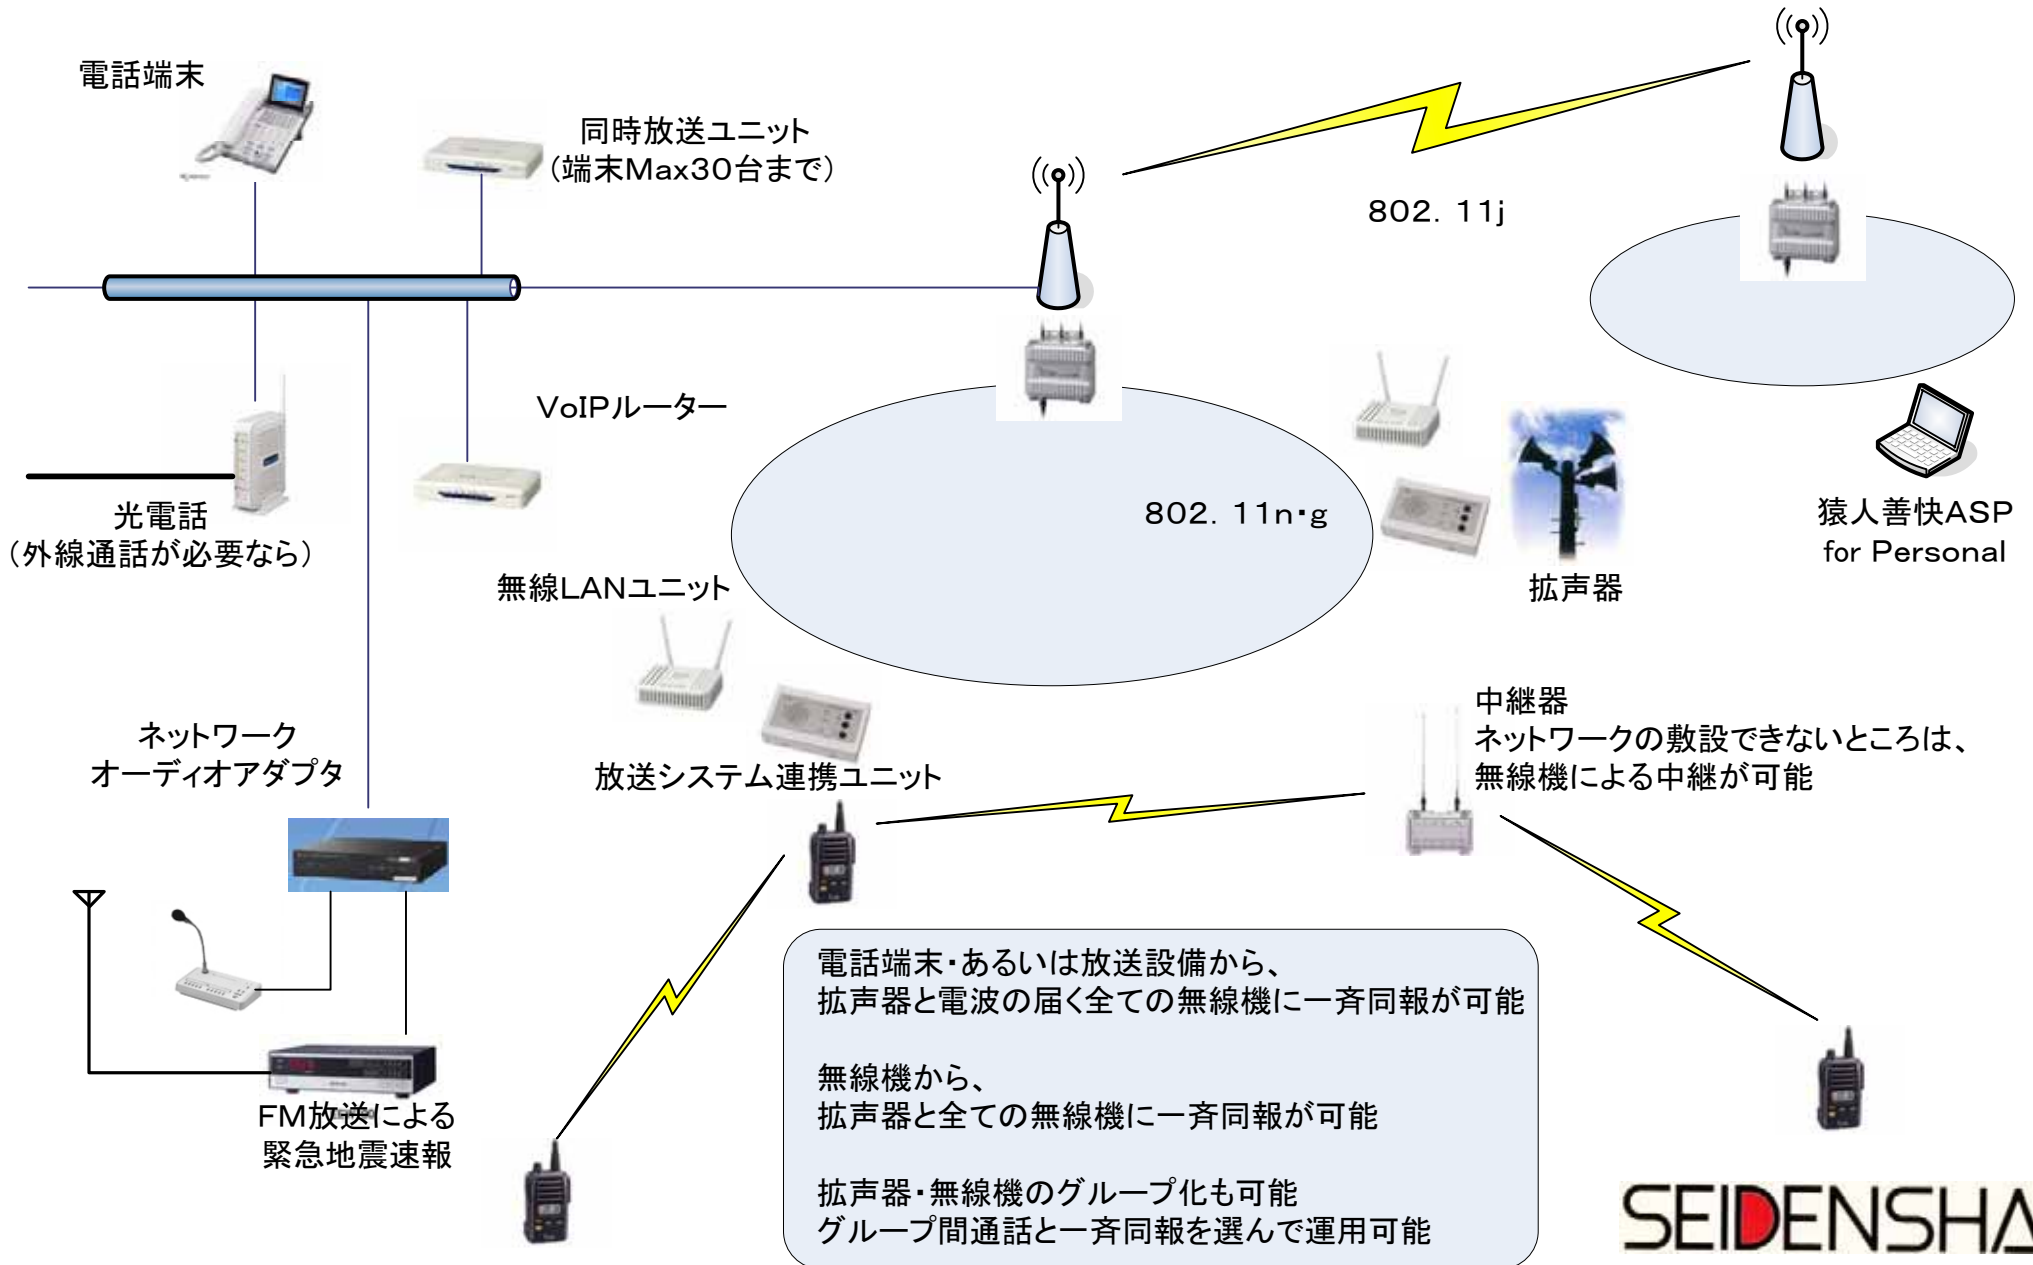 電話端末
同時放送ユニット
（端末Max30台まで）
802．11j
VoIPルーター
光電話
（外線通話が必要なら）
802．11n・g
猿人善快ASP
for Personal
無線LANユニット
拡声器
中継器
ネットワークの敷設できないところは、
無線機による中継が可能
ネットワーク
オーディオアダプタ
放送システム連携ユニット
電話端末・あるいは放送設備から、
拡声器と電波の届く全ての無線機に一斉同報が可能
無線機から、
拡声器と全ての無線機に一斉同報が可能
拡声器・無線機のグループ化も可能
グループ間通話と一斉同報を選んで運用可能
FM放送による
緊急地震速報
SEIDENSHA